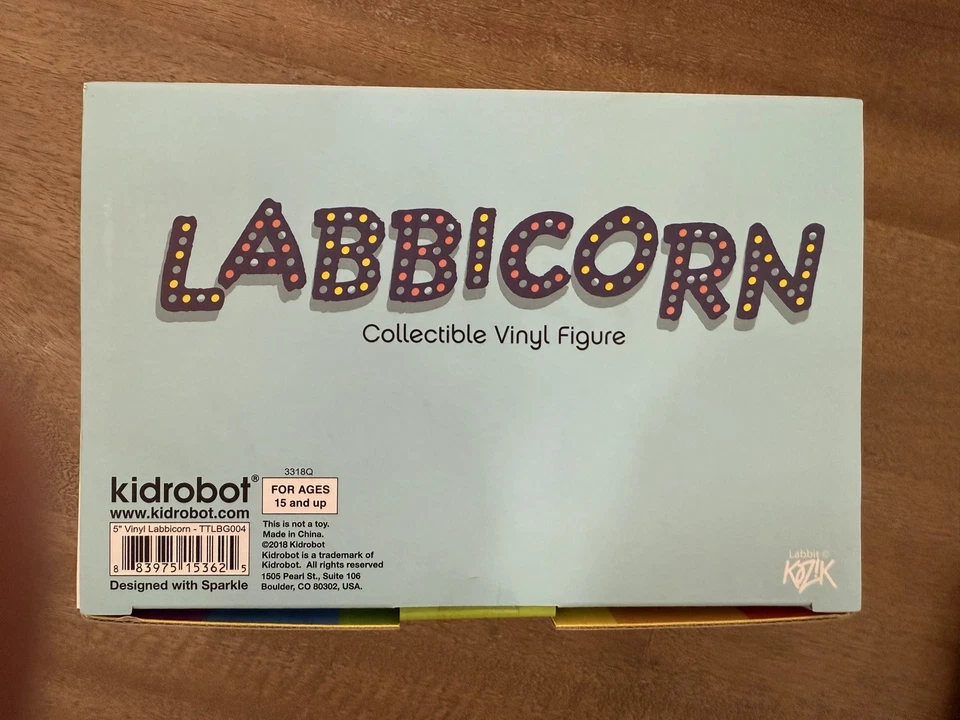 LABBICORN
Collectible Vinyl Figure
3318Q
kidrobot®
www.kidrobot.com
FOR AGES
15 and up
5" Vinyl Labbicorn - TTLBG004
8 83975 15362 5
Designed with Sparkle
This is not a toy.
Made in China.
©2018 Kidrobot
Kidrobot is a trademark of
Kidrobot. All rights reserved
1505 Pearl St., Suite 106
Boulder, CO 80302, USA.
Labbit ©
KOZIK